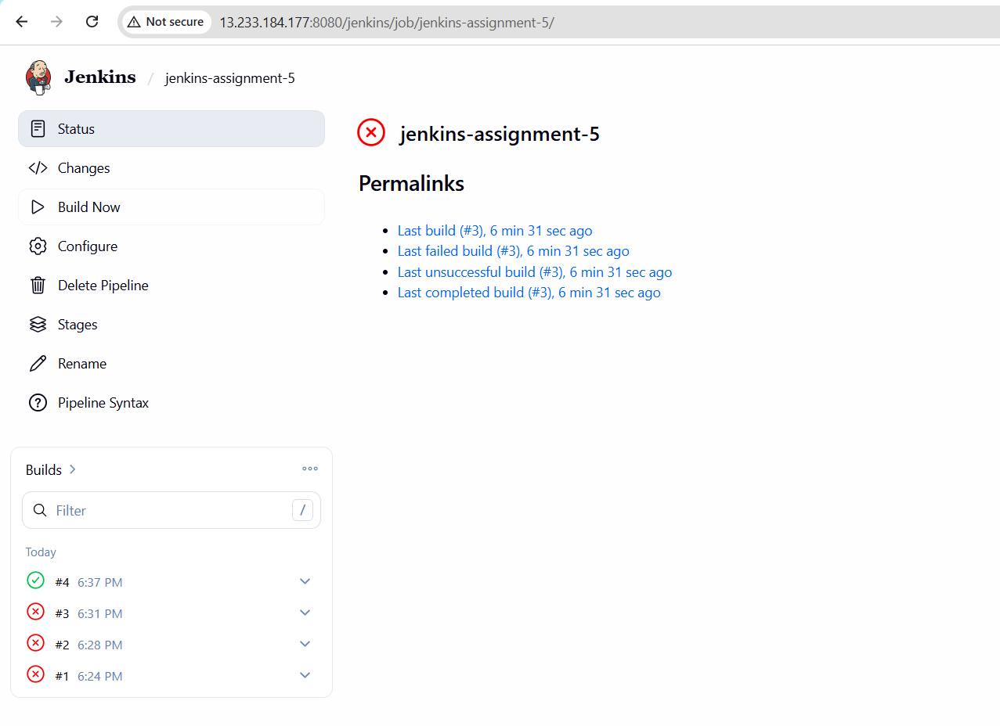 Not secure 13.233.184.177:8080/jenkins/job/jenkins-assignment-5/
Jenkins / jenkins-assignment-5
Status
Changes
Build Now
Configure
Delete Pipeline
Stages
Rename
Pipeline Syntax
jenkins-assignment-5
Permalinks
Last build (#3), 6 min 31 sec ago
Last failed build (#3), 6 min 31 sec ago
Last unsuccessful build (#3), 6 min 31 sec ago
Last completed build (#3), 6 min 31 sec ago
Builds
Filter /
Today
#4 6:37 PM
#3 6:31 PM
#2 6:28 PM
#1 6:24 PM